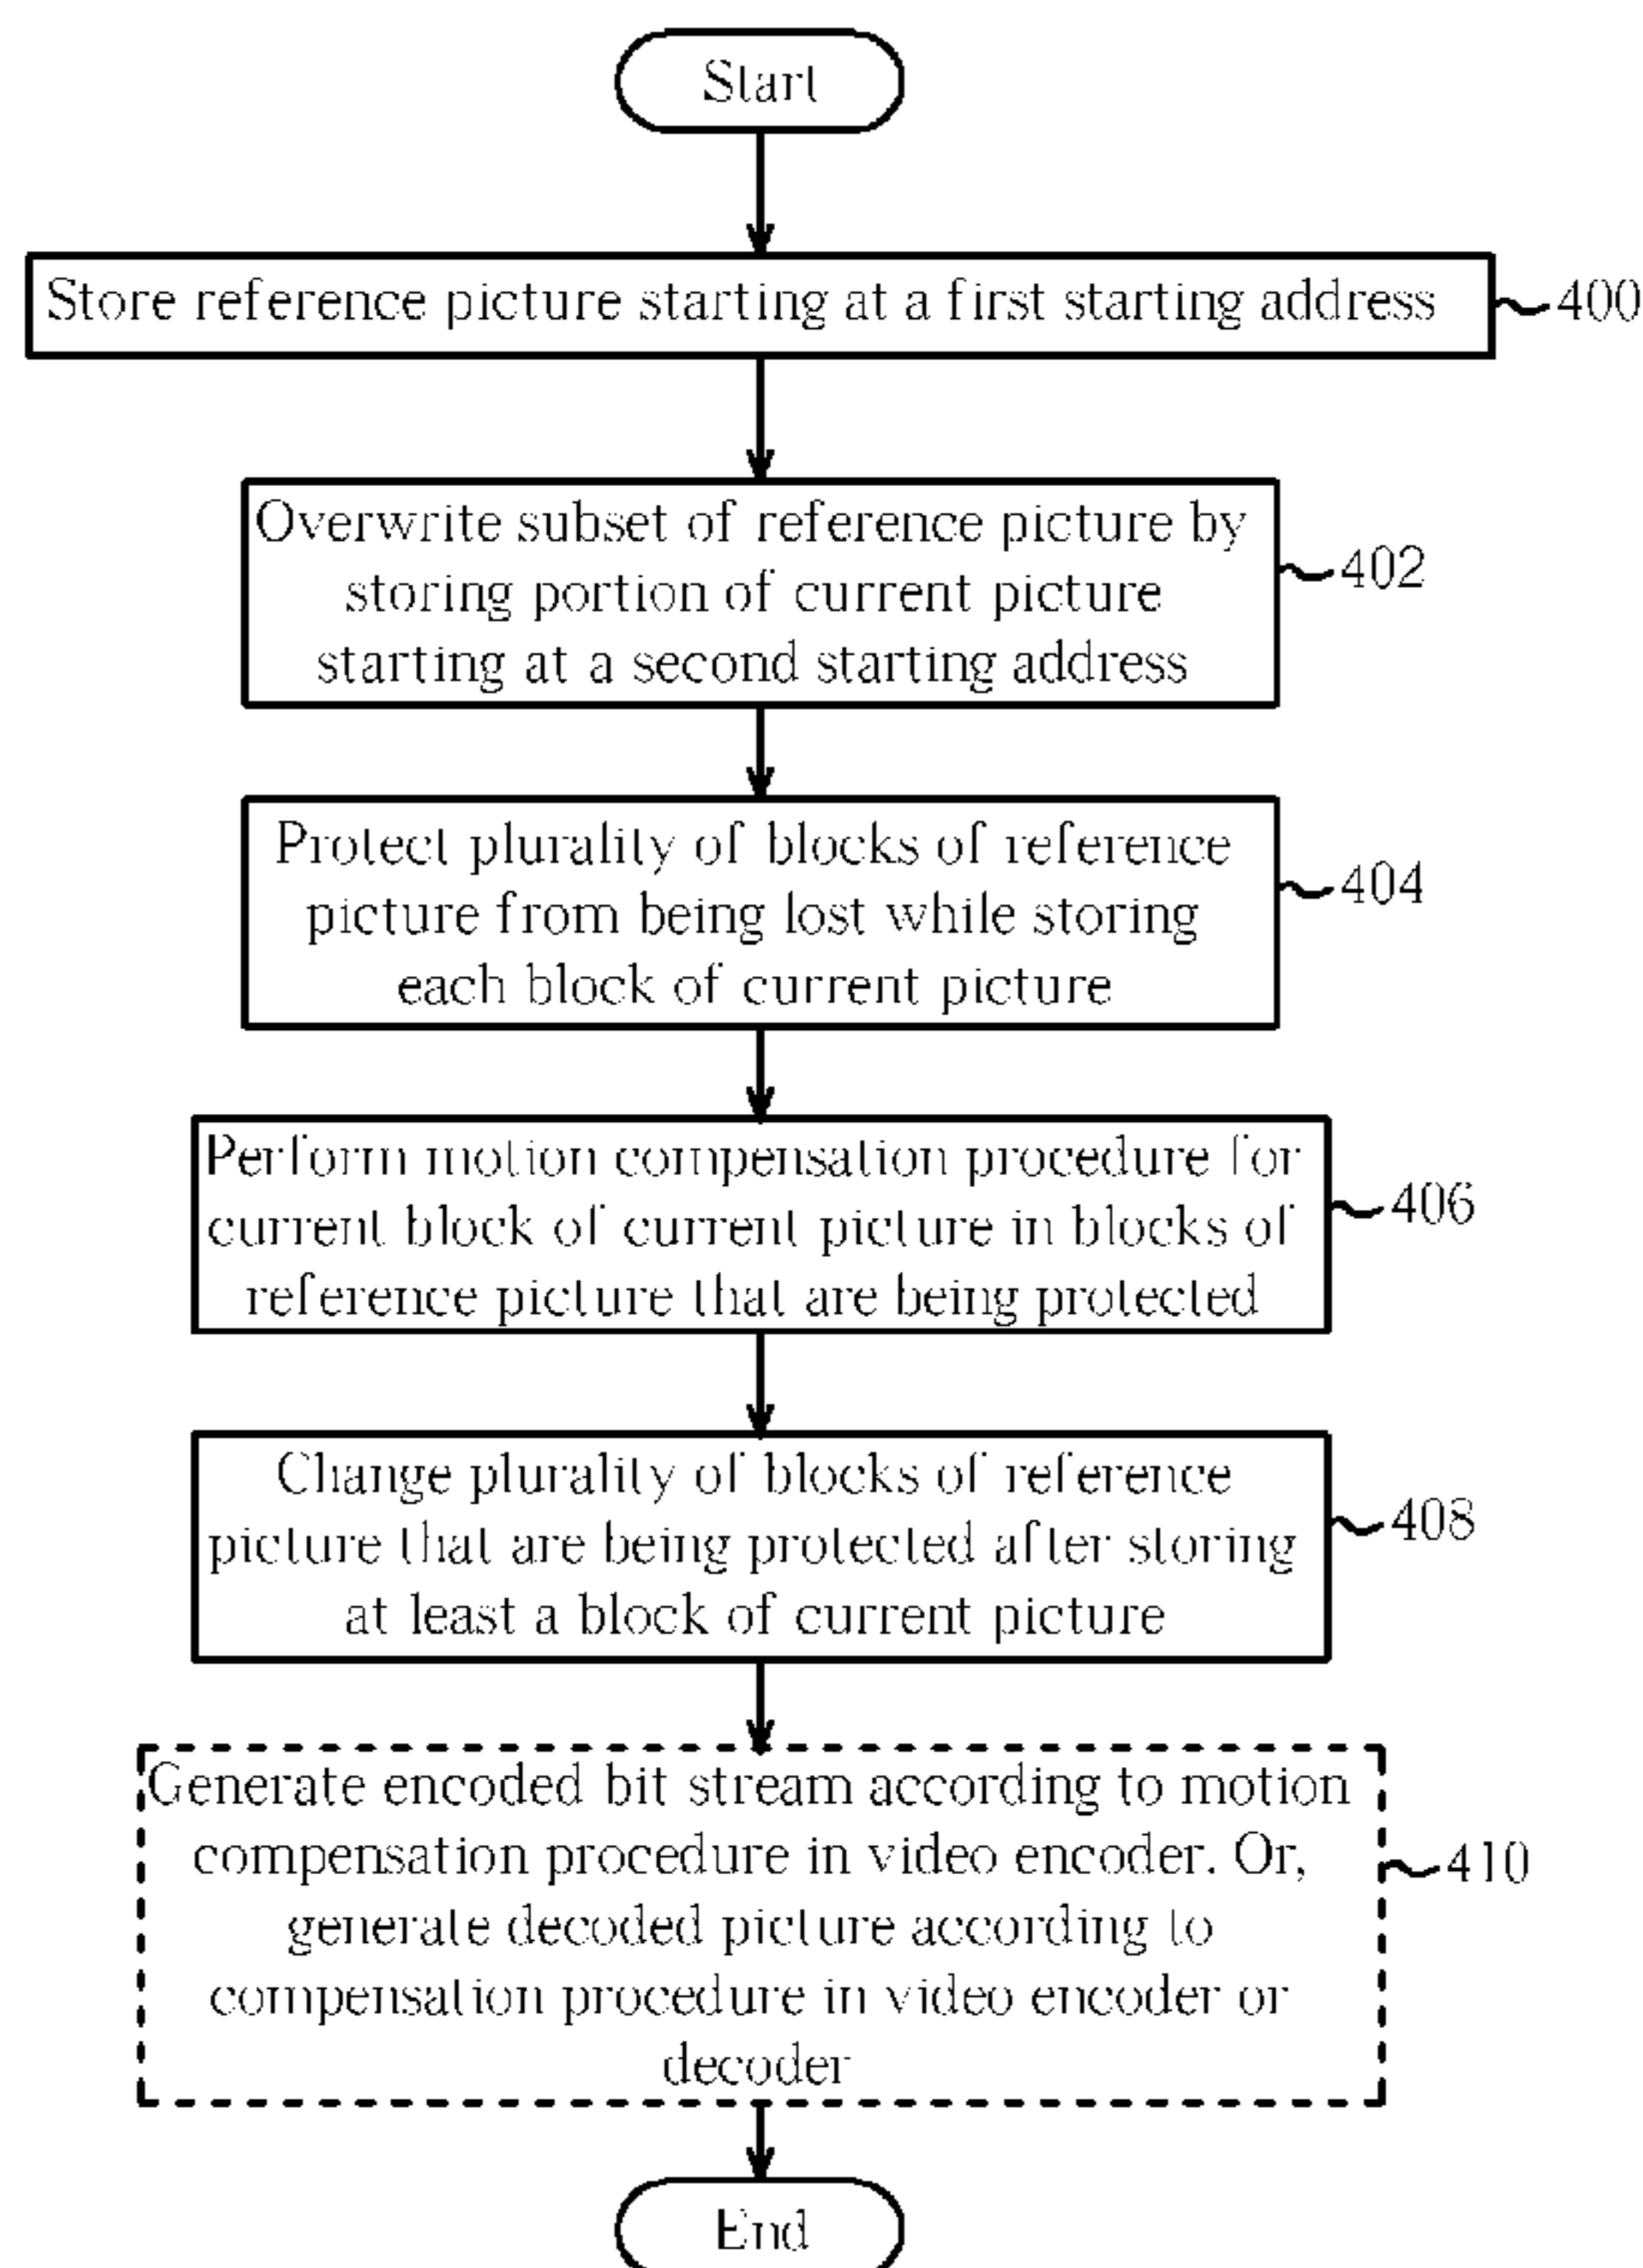 Start
Store reference picture starting at a first starting address
400
Overwrite subset of reference picture by
storing portion of current picture
starting at a second starting address
402
Protect plurality of blocks of reference
picture from being lost while storing
each block of current picture
404
Perform motion compensation procedure for
current block of current picture in blocks of
reference picture that are being protected
406
Change plurality of blocks of reference
picture that are being protected after storing
at least a block of current picture
408
Generate encoded bit stream according to motion
compensation procedure in video encoder. Or,
generate decoded picture according to
compensation procedure in video encoder or
decoder
410
End